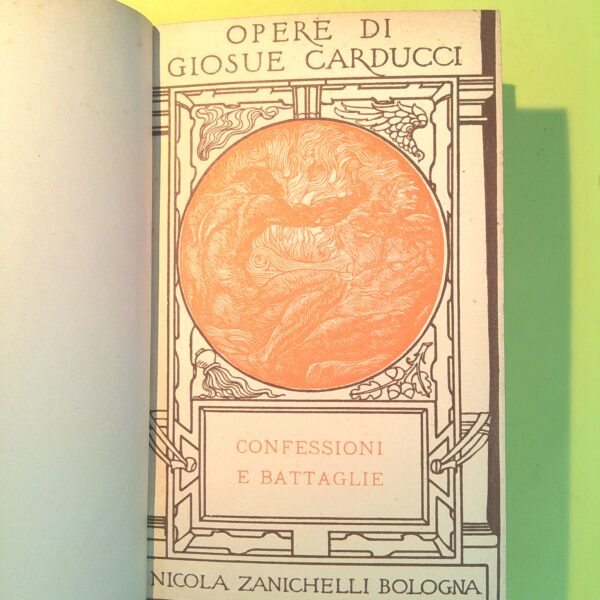 OPERE DI
GIOSUE CARDUCCI
CONFESSIONI
E BATTAGLIE
NICOLA ZANICHELLI BOLOGNA